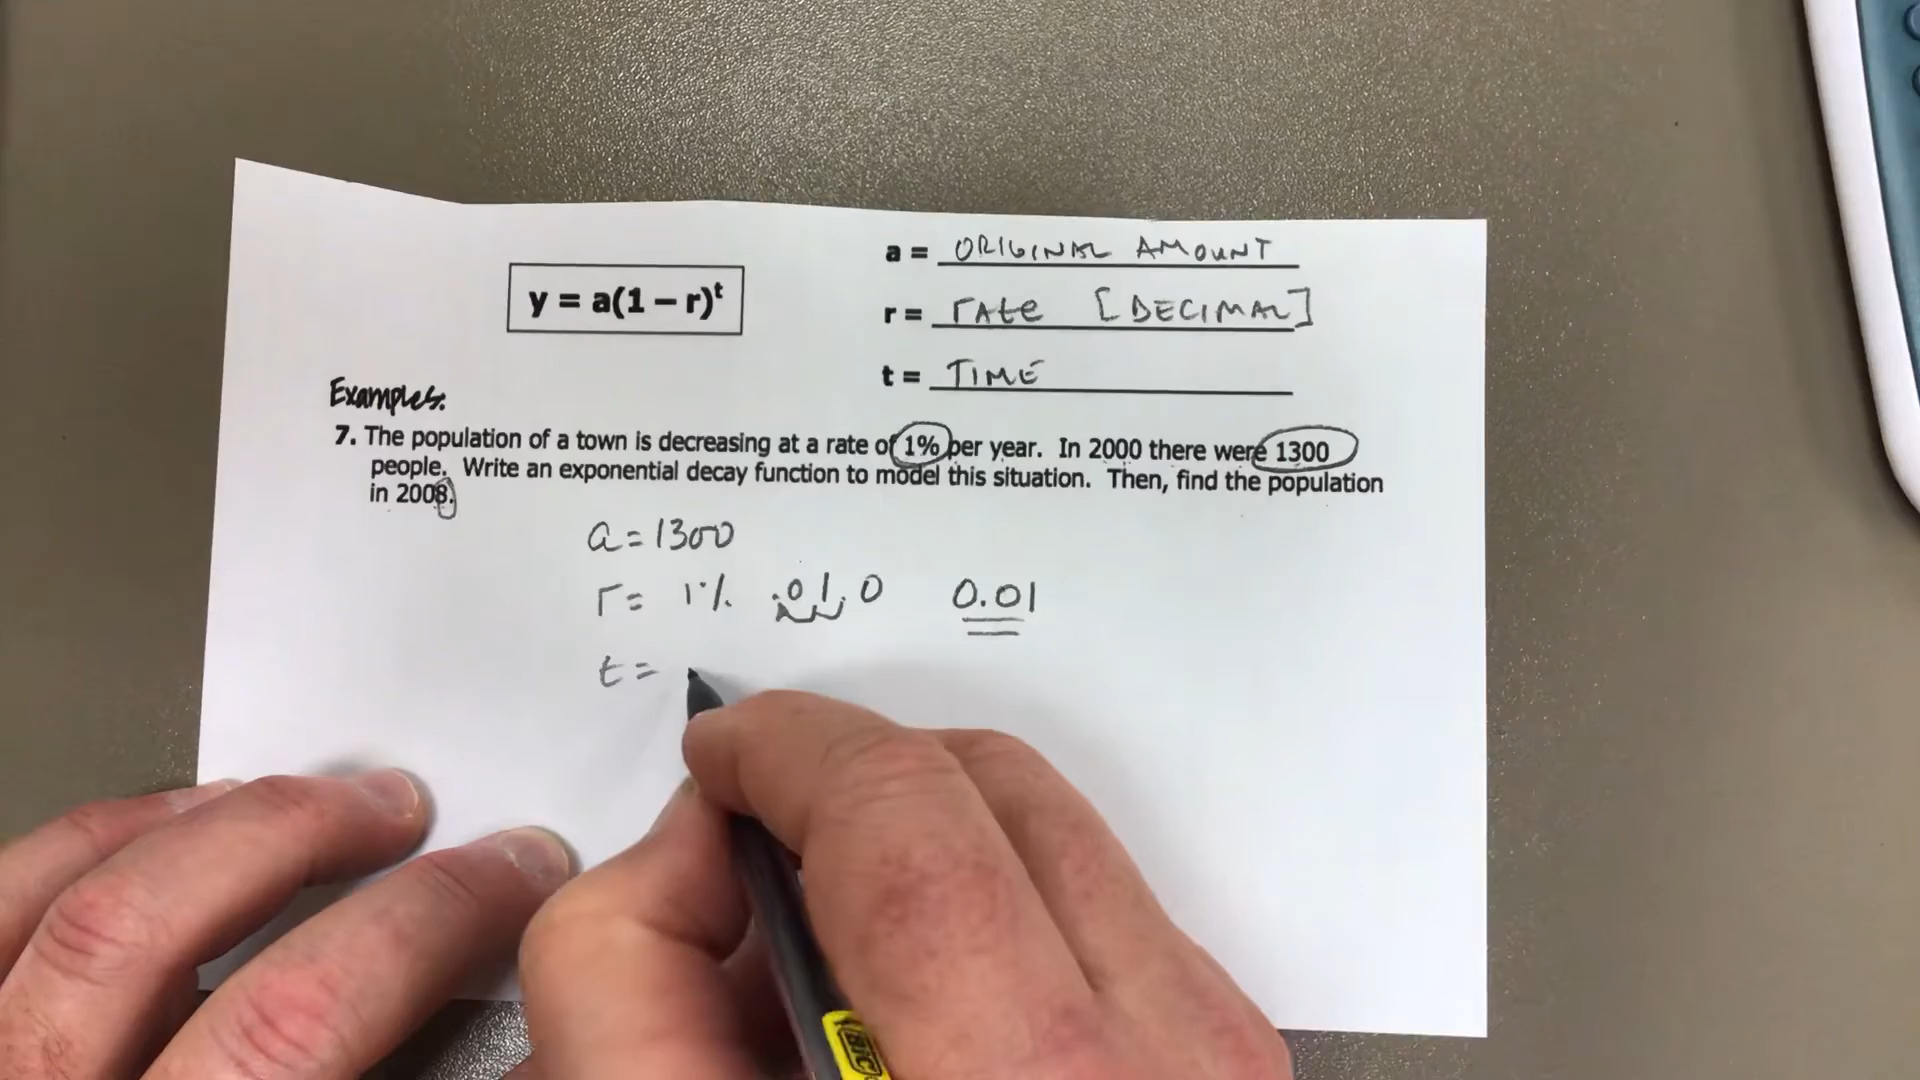 a = ORIGINAL AMOUNT
y = a(1 – r)^t
r = rAte [DECIMAL]
t = TIME
Examples:
7. The population of a town is decreasing at a rate of 1% per year. In 2000 there were 1300
people. Write an exponential decay function to model this situation. Then, find the population
in 2008.
a = 1300
r = 1% .01.0 0.01
t =
BIC